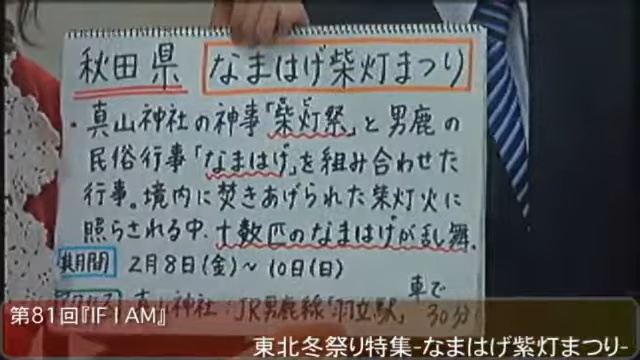 秋田県 なまはげ柴灯まつり
・真山神社の神事「柴灯祭」と男鹿の
民俗行事「なまはげ」を組み合わせた
行事。境内に焚きあげられた柴灯火に
照らされる中、十数匹のなまはげが乱舞。
期間 2月8日(金)~10日(日)
真山神社:JR男鹿線「羽立駅」車で30分
第81回『IF I AM』
東北冬祭り特集-なまはげ紫灯まつり-